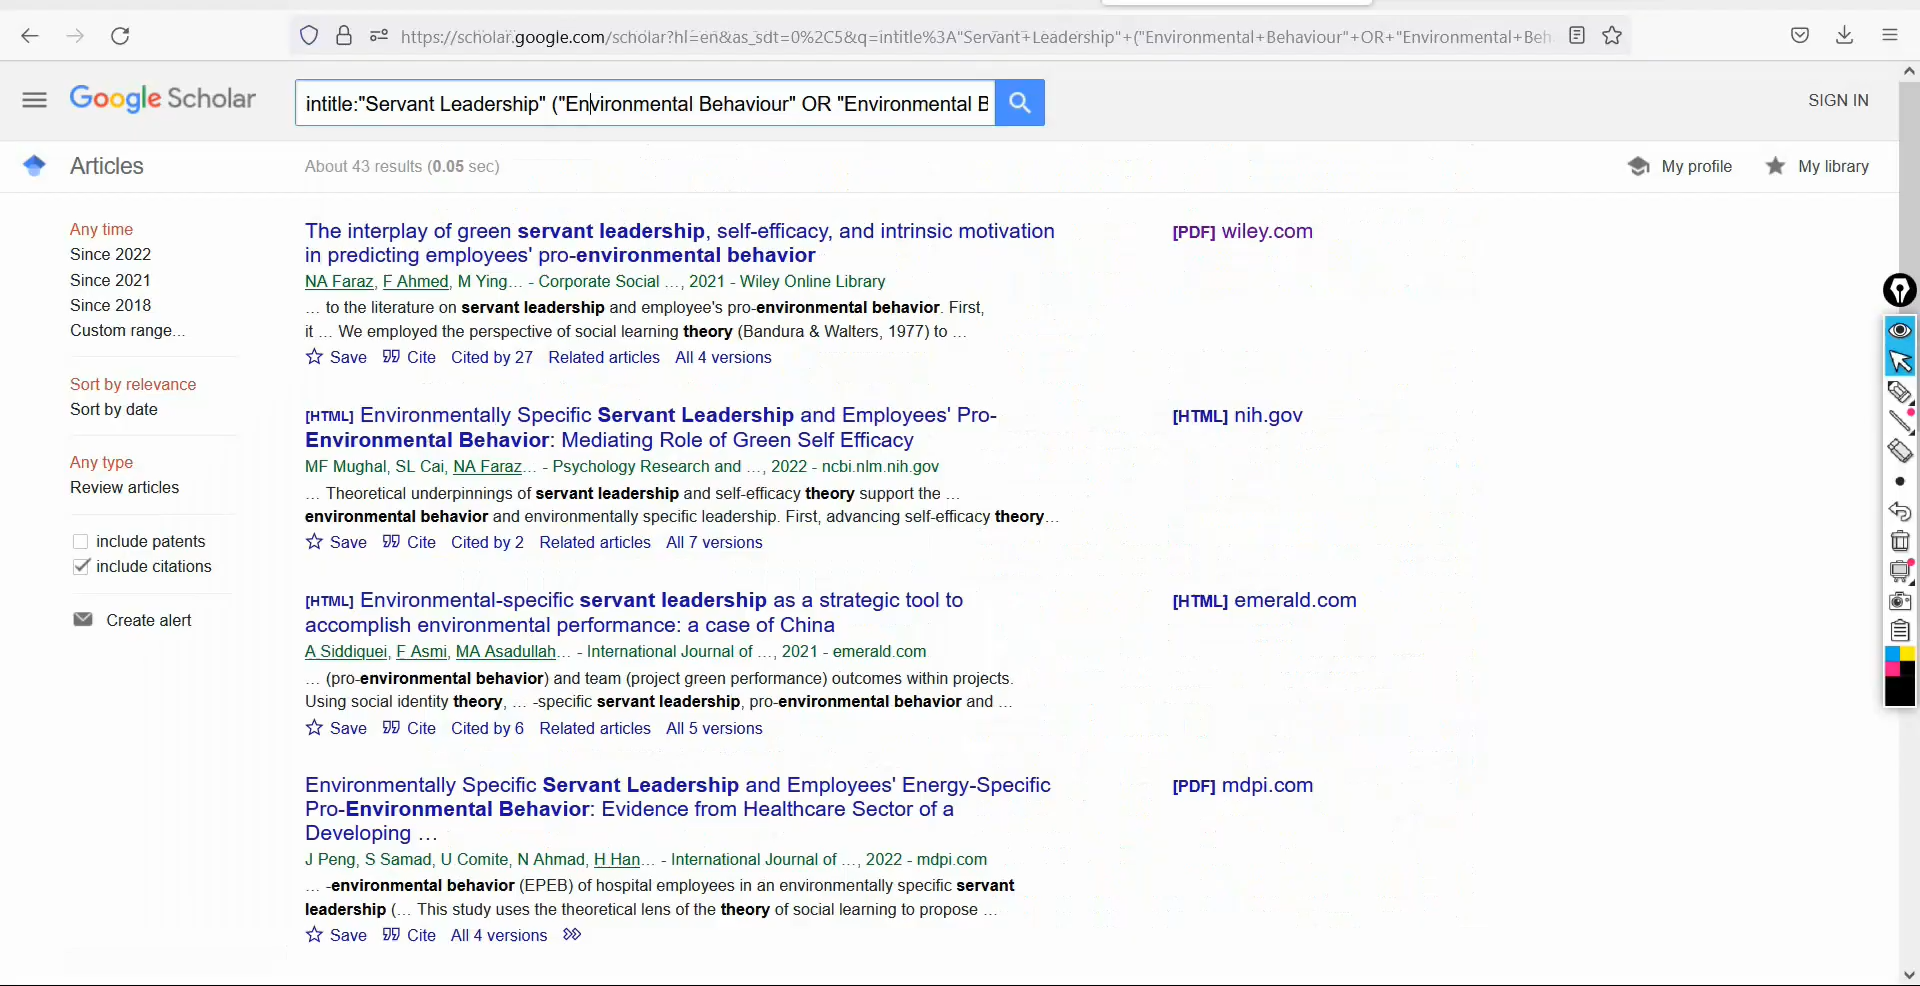 https://scholar.google.com/scholar?hl=en&as_sdt=0%2C5&q=intitle%3A"Servant+Leadership"+("Environmental+Behaviour"+OR+"Environmental+Beh
Google Scholar
intitle:"Servant Leadership" ("Environmental Behaviour" OR "Environmental B
SIGN IN
Articles
About 43 results (0.05 sec)
My profile
My library
Any time
Since 2022
Since 2021
Since 2018
Custom range...
Sort by relevance
Sort by date
Any type
Review articles
include patents
include citations
Create alert
The interplay of green servant leadership, self-efficacy, and intrinsic motivation
in predicting employees' pro-environmental behavior
NA Faraz, F Ahmed, M Ying... - Corporate Social ..., 2021 - Wiley Online Library
... to the literature on servant leadership and employee's pro-environmental behavior. First,
it ... We employed the perspective of social learning theory (Bandura & Walters, 1977) to ...
Save Cite Cited by 27 Related articles All 4 versions
[PDF] wiley.com
[HTML] Environmentally Specific Servant Leadership and Employees' Pro-
Environmental Behavior: Mediating Role of Green Self Efficacy
MF Mughal, SL Cai, NA Faraz... - Psychology Research and ..., 2022 - ncbi.nlm.nih.gov
... Theoretical underpinnings of servant leadership and self-efficacy theory support the ...
environmental behavior and environmentally specific leadership. First, advancing self-efficacy theory...
Save Cite Cited by 2 Related articles All 7 versions
[HTML] nih.gov
[HTML] Environmental-specific servant leadership as a strategic tool to
accomplish environmental performance: a case of China
A Siddiquei, F Asmi, MA Asadullah... - International Journal of ..., 2021 - emerald.com
... (pro-environmental behavior) and team (project green performance) outcomes within projects.
Using social identity theory, ... -specific servant leadership, pro-environmental behavior and ...
Save Cite Cited by 6 Related articles All 5 versions
[HTML] emerald.com
Environmentally Specific Servant Leadership and Employees' Energy-Specific
Pro-Environmental Behavior: Evidence from Healthcare Sector of a
Developing ...
J Peng, S Samad, U Comite, N Ahmad, H Han... - International Journal of ..., 2022 - mdpi.com
... -environmental behavior (EPEB) of hospital employees in an environmentally specific servant
leadership (... This study uses the theoretical lens of the theory of social learning to propose ...
Save Cite All 4 versions
[PDF] mdpi.com